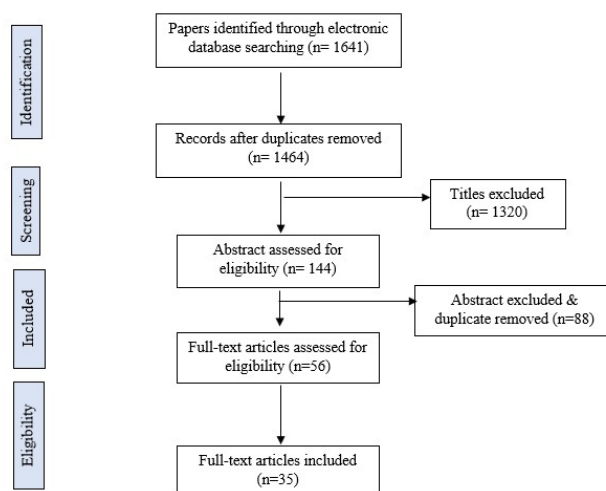 Papers identified through electronic
database searching (n= 1641)
Identification
Records after duplicates removed
(n= 1464)
Screening
Titles excluded
(n= 1320)
Abstract assessed for
eligibility (n= 144)
Included
Abstract excluded &
duplicate removed (n=88)
Full-text articles assessed for
eligibility (n=56)
Eligibility
Full-text articles included
(n=35)